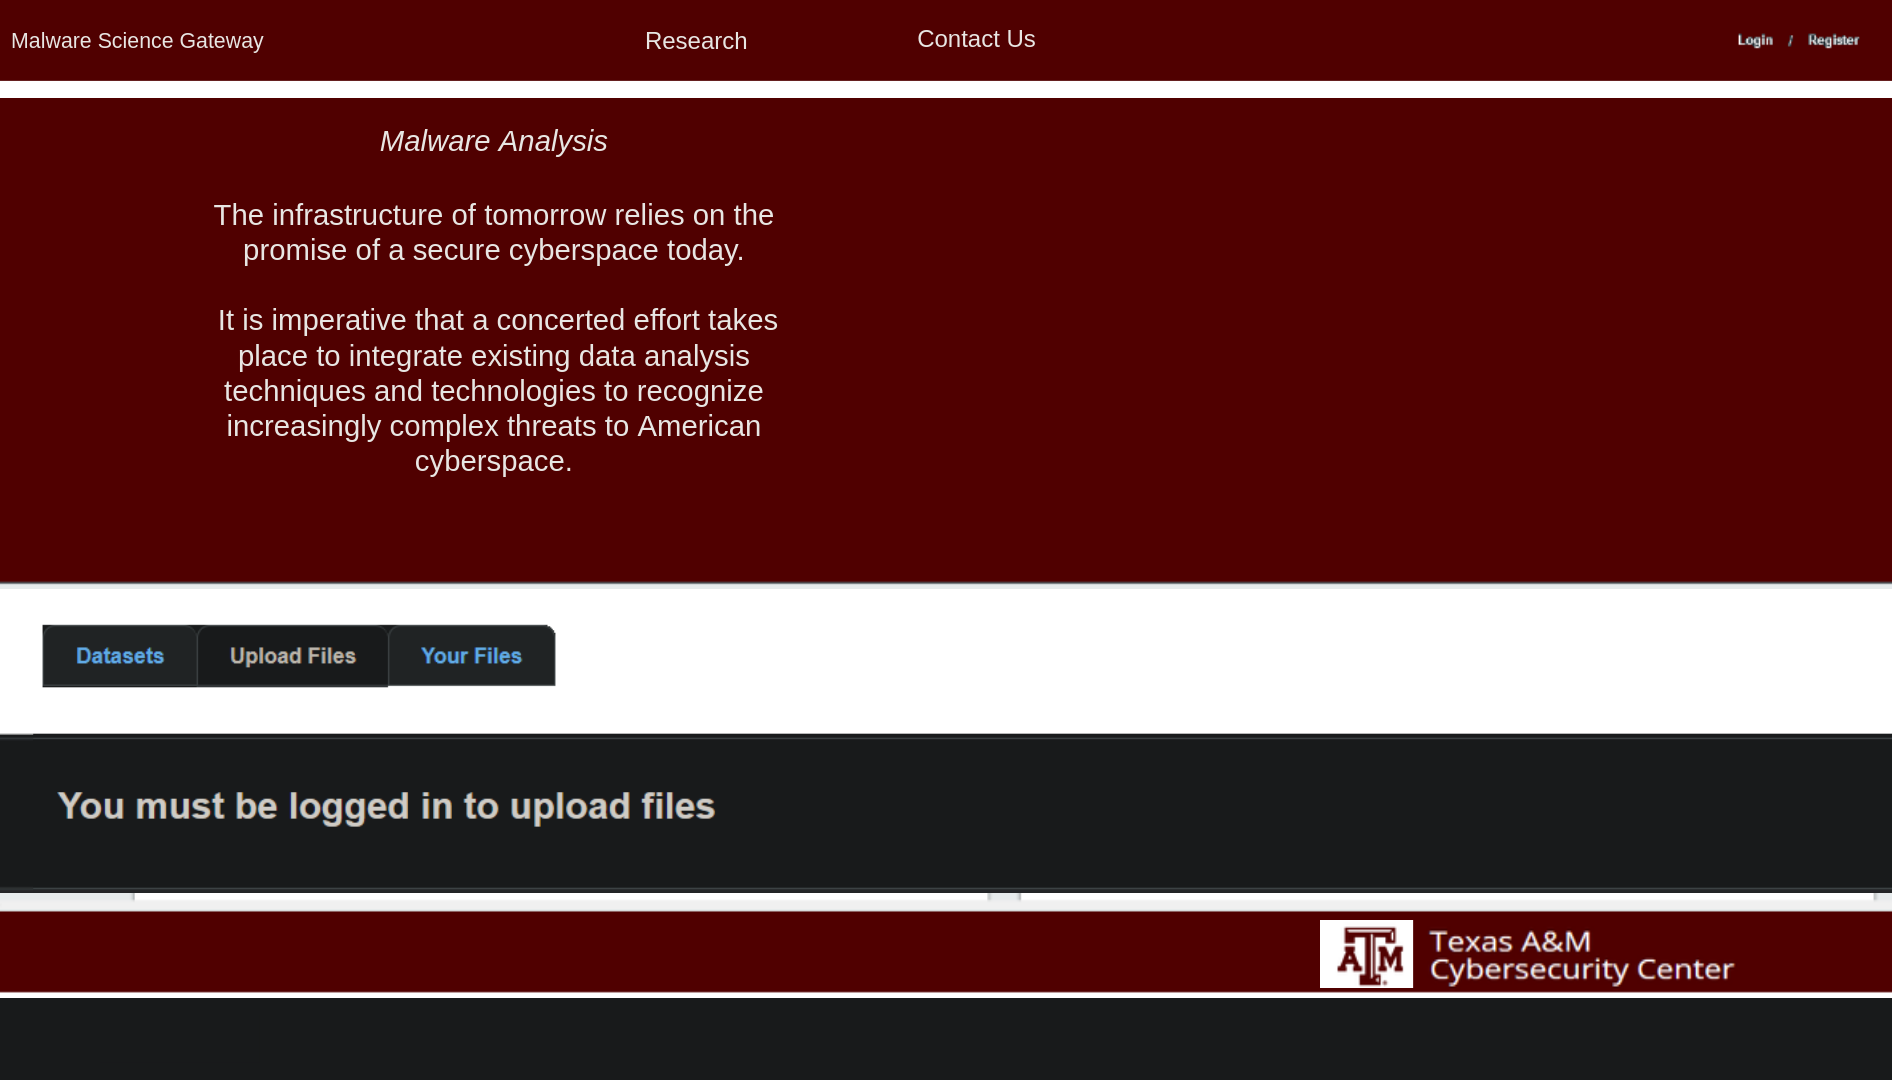 Malware Science Gateway
Research
Contact Us
Login / Register
Malware Analysis
The infrastructure of tomorrow relies on the
promise of a secure cyberspace today.
It is imperative that a concerted effort takes
place to integrate existing data analysis
techniques and technologies to recognize
increasingly complex threats to American
cyberspace.
Datasets
Upload Files
Your Files
You must be logged in to upload files
ATM
Texas A&M
Cybersecurity Center